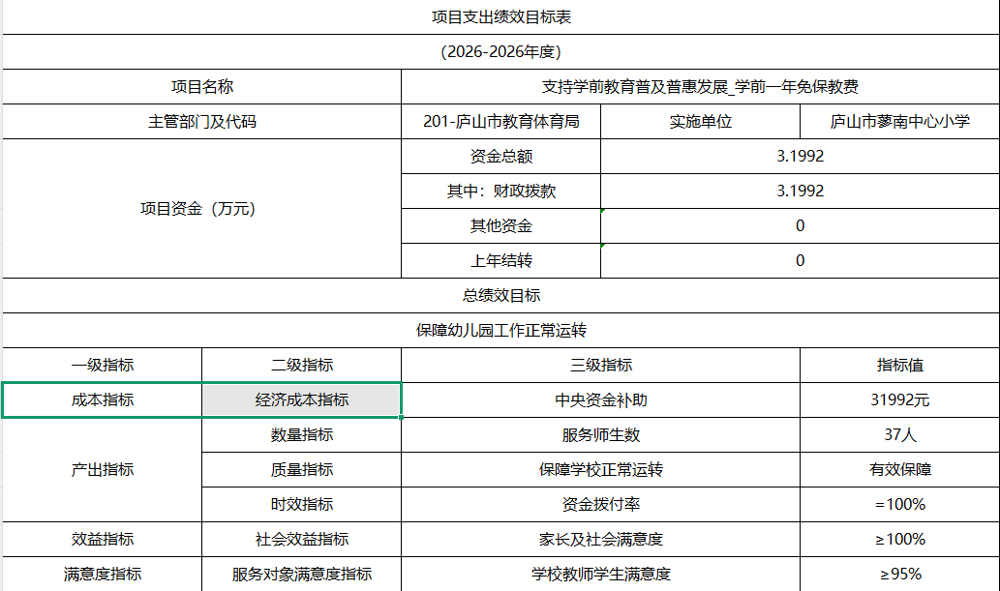 项目支出绩效目标表
（2026-2026年度）
项目名称 支持学前教育普及普惠发展_学前一年免保教费
主管部门及代码 201-庐山市教育体育局 实施单位 庐山市蓼南中心小学
项目资金（万元） 资金总额 3.1992
其中：财政拨款 3.1992
其他资金 0
上年结转 0
总绩效目标
保障幼儿园工作正常运转
一级指标 二级指标 三级指标 指标值
成本指标 经济成本指标 中央资金补助 31992元
产出指标 数量指标 服务师生数 37人
质量指标 保障学校正常运转 有效保障
时效指标 资金拨付率 =100%
效益指标 社会效益指标 家长及社会满意度 ≥100%
满意度指标 服务对象满意度指标 学校教师学生满意度 ≥95%